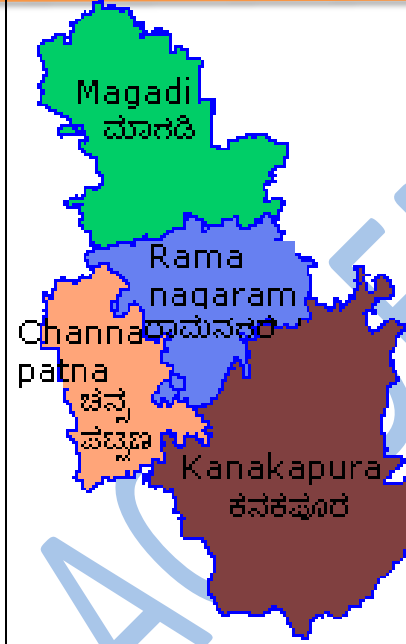 Magadi
ಮಾಗಡಿ
Rama
nagaram
ರಾಮನಗರ
Channa
patna
ಚನ್ನ
ಪಟ್ಟಣ
Kanakapura
ಕನಕಪೂರ